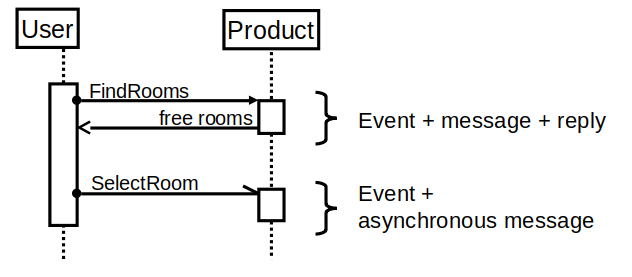 User
Product
FindRooms
free rooms
Event + message + reply
SelectRoom
Event +
asynchronous message